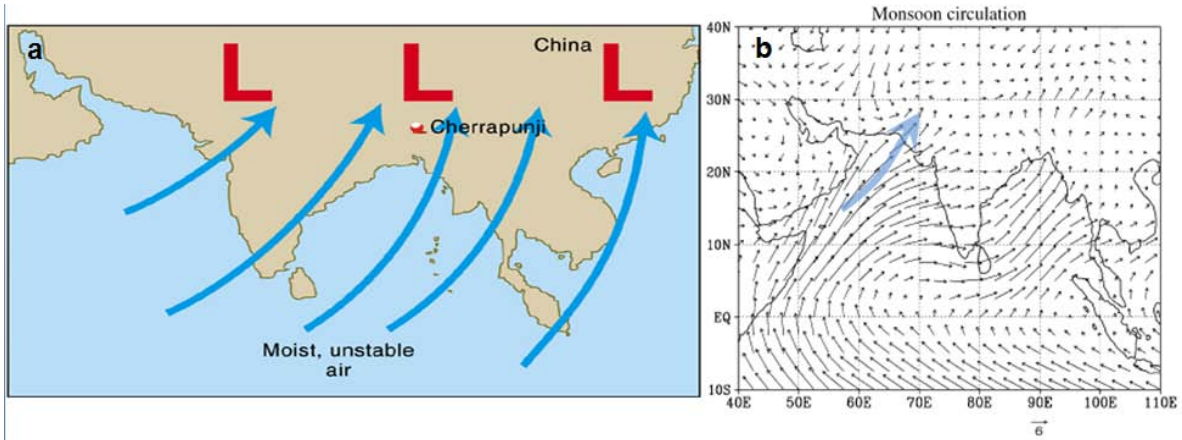 a
L
L
China
L
Cherrapunji
Moist, unstable
air
b
Monsoon circulation
40N
30N
20N
10N
EQ
10S
40E
50E
60E
70E
80E
90E
100E
110E
6